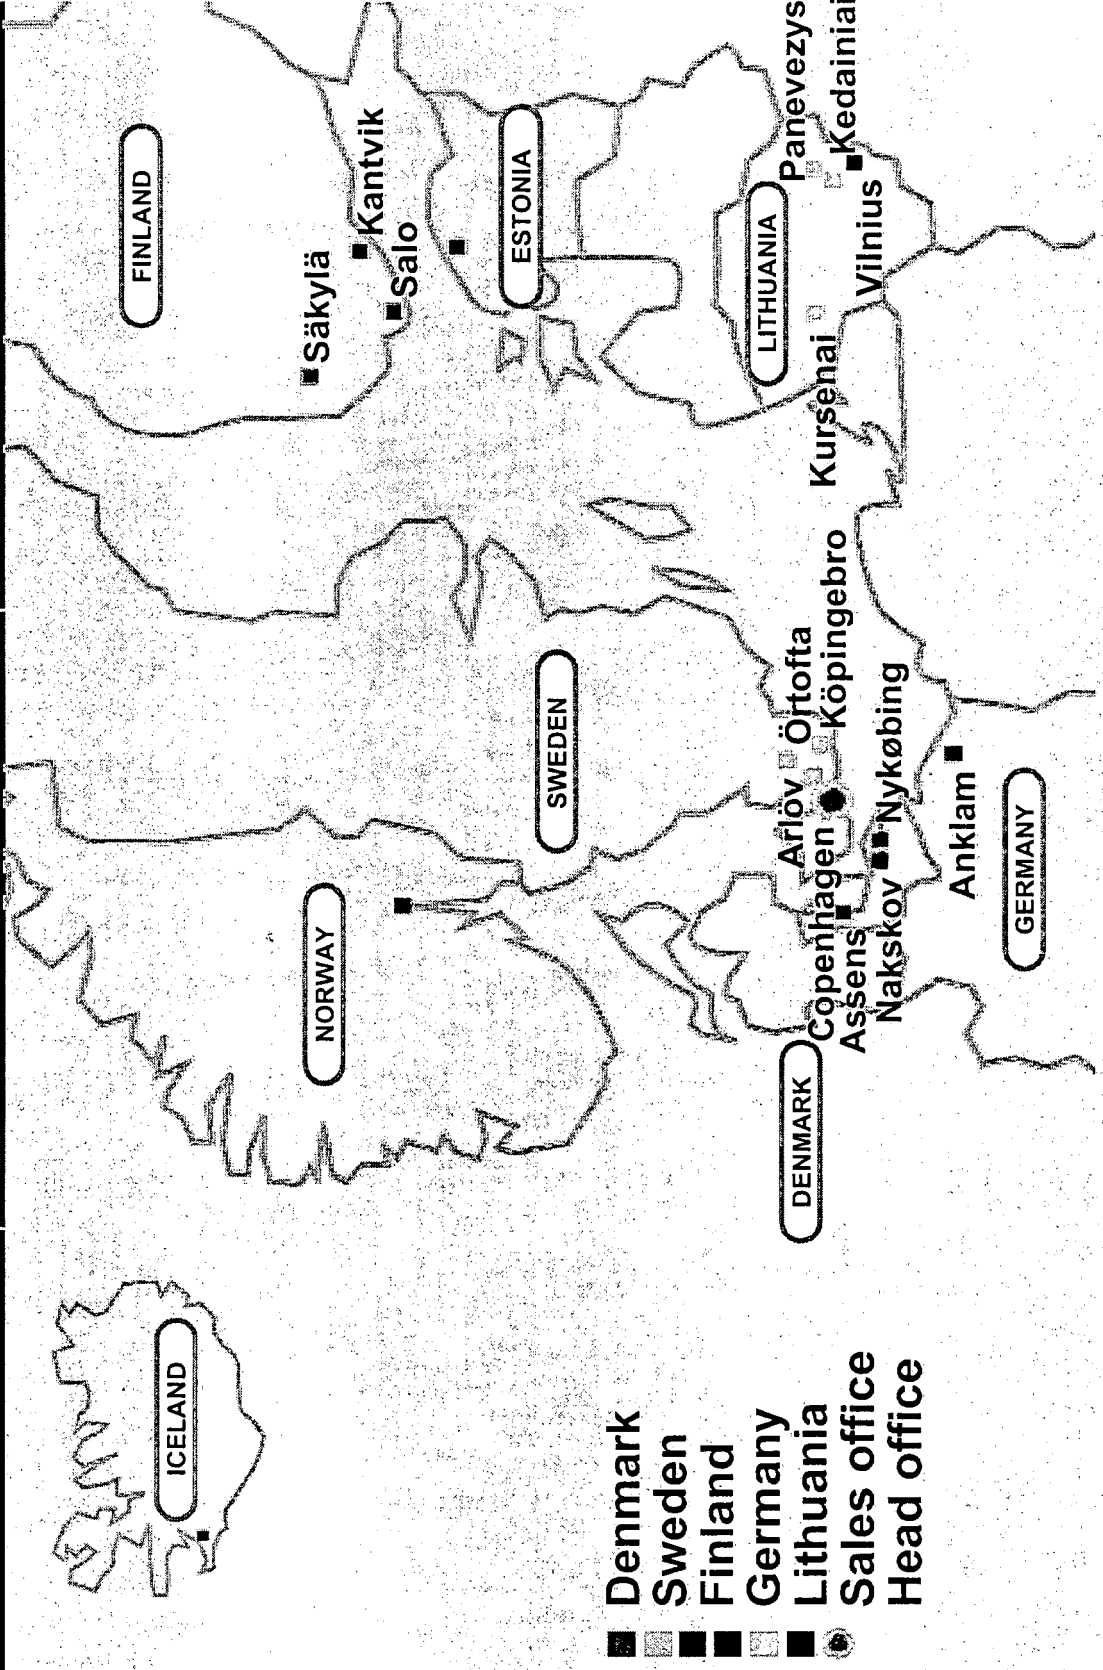 ICELAND
NORWAY
SWEDEN
FINLAND
ESTONIA
LITHUANIA
DENMARK
GERMANY
Säkylä
Kantvik
Salo
Panevezys
Kedainiai
Vilnius
Kursenai
Örtofta
Köpingebro
Arlöv
Copenhagen
Assens
Nakskov
Nykøbing
Anklam
Denmark
Sweden
Finland
Germany
Lithuania
Sales office
Head office